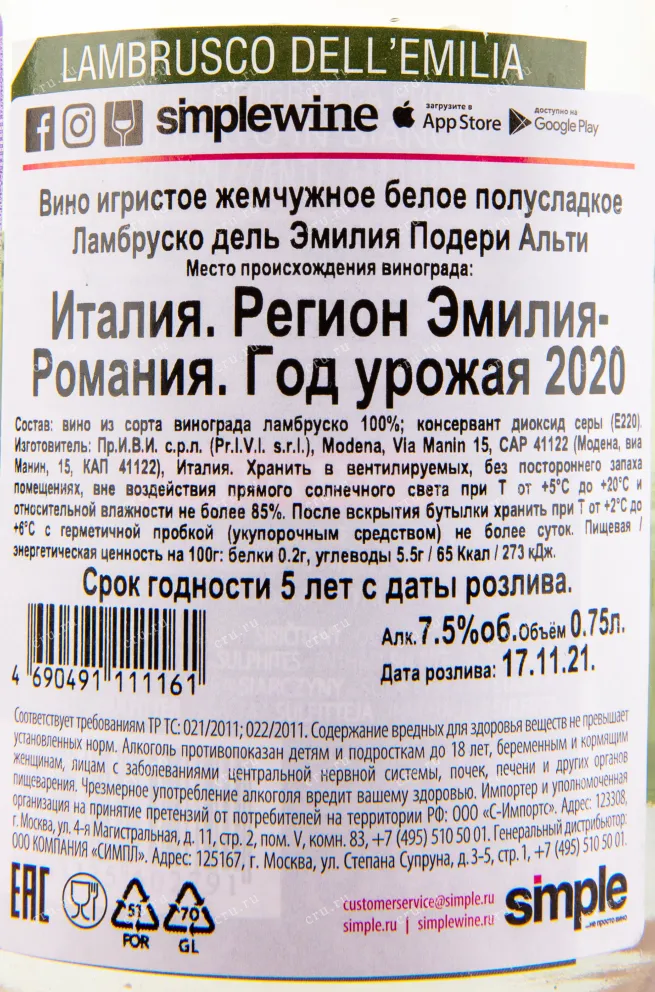 LAMBRUSCO DELL'EMILIA
simplewine
загрузите в
App Store
доступно на
Google Play
Вино игристое жемчужное белое полусладкое
Ламбруско дель Эмилия Подери Альти
Место происхождения винограда:
Италия. Регион Эмилия-
Романия. Год урожая 2020
Состав: вино из сорта винограда ламбруско 100%; консервант диоксид серы (Е220).
Изготовитель: Пр.И.В.И. с.р.л. (Pr.I.V.I. s.r.l.), Modena, Via Manin 15, CAP 41122 (Модена, виа
Манин, 15, КАП 41122), Италия. Хранить в вентилируемых, без постороннего запаха
помещениях, вне воздействия прямого солнечного света при Т от +5°С до +20°С и
относительной влажности не более 85%. После вскрытия бутылки хранить при Т от +2°С до
+6°С с герметичной пробкой (укупорочным средством) не более суток. Пищевая /
энергетическая ценность на 100г: белки 0.2г, углеводы 5.5г / 65 Ккал / 273 кДж.
Срок годности 5 лет с даты розлива.
Алк. 7.5%об. Объём 0.75л.
Дата розлива: 17.11.21.
4 690491 111161
Соответствует требованиям ТР ТС: 021/2011; 022/2011. Содержание вредных для здоровья веществ не превышает
установленных норм. Алкоголь противопоказан детям и подросткам до 18 лет, беременным и кормящим
женщинам, лицам с заболеваниями центральной нервной системы, почек, печени и других органов
пищеварения. Чрезмерное употребление алкоголя вредит вашему здоровью. Импортер и уполномоченная
организация на принятие претензий от потребителей на территории РФ: ООО «С-Импортс». Адрес: 123308,
г. Москва, ул. 4-я Магистральная, д. 11, стр. 2, пом. V, комн. 83, +7 (495) 510 50 01. Генеральный дистрибьютор:
ООО КОМПАНИЯ «СИМПЛ». Адрес: 125167, г. Москва, ул. Степана Супруна, д. 3-5, стр. 1, +7 (495) 510 50 01.
EAC
51
FOR
70
GL
customerservice@simple.ru
simple.ru | simplewine.ru
simple
...не просто вино